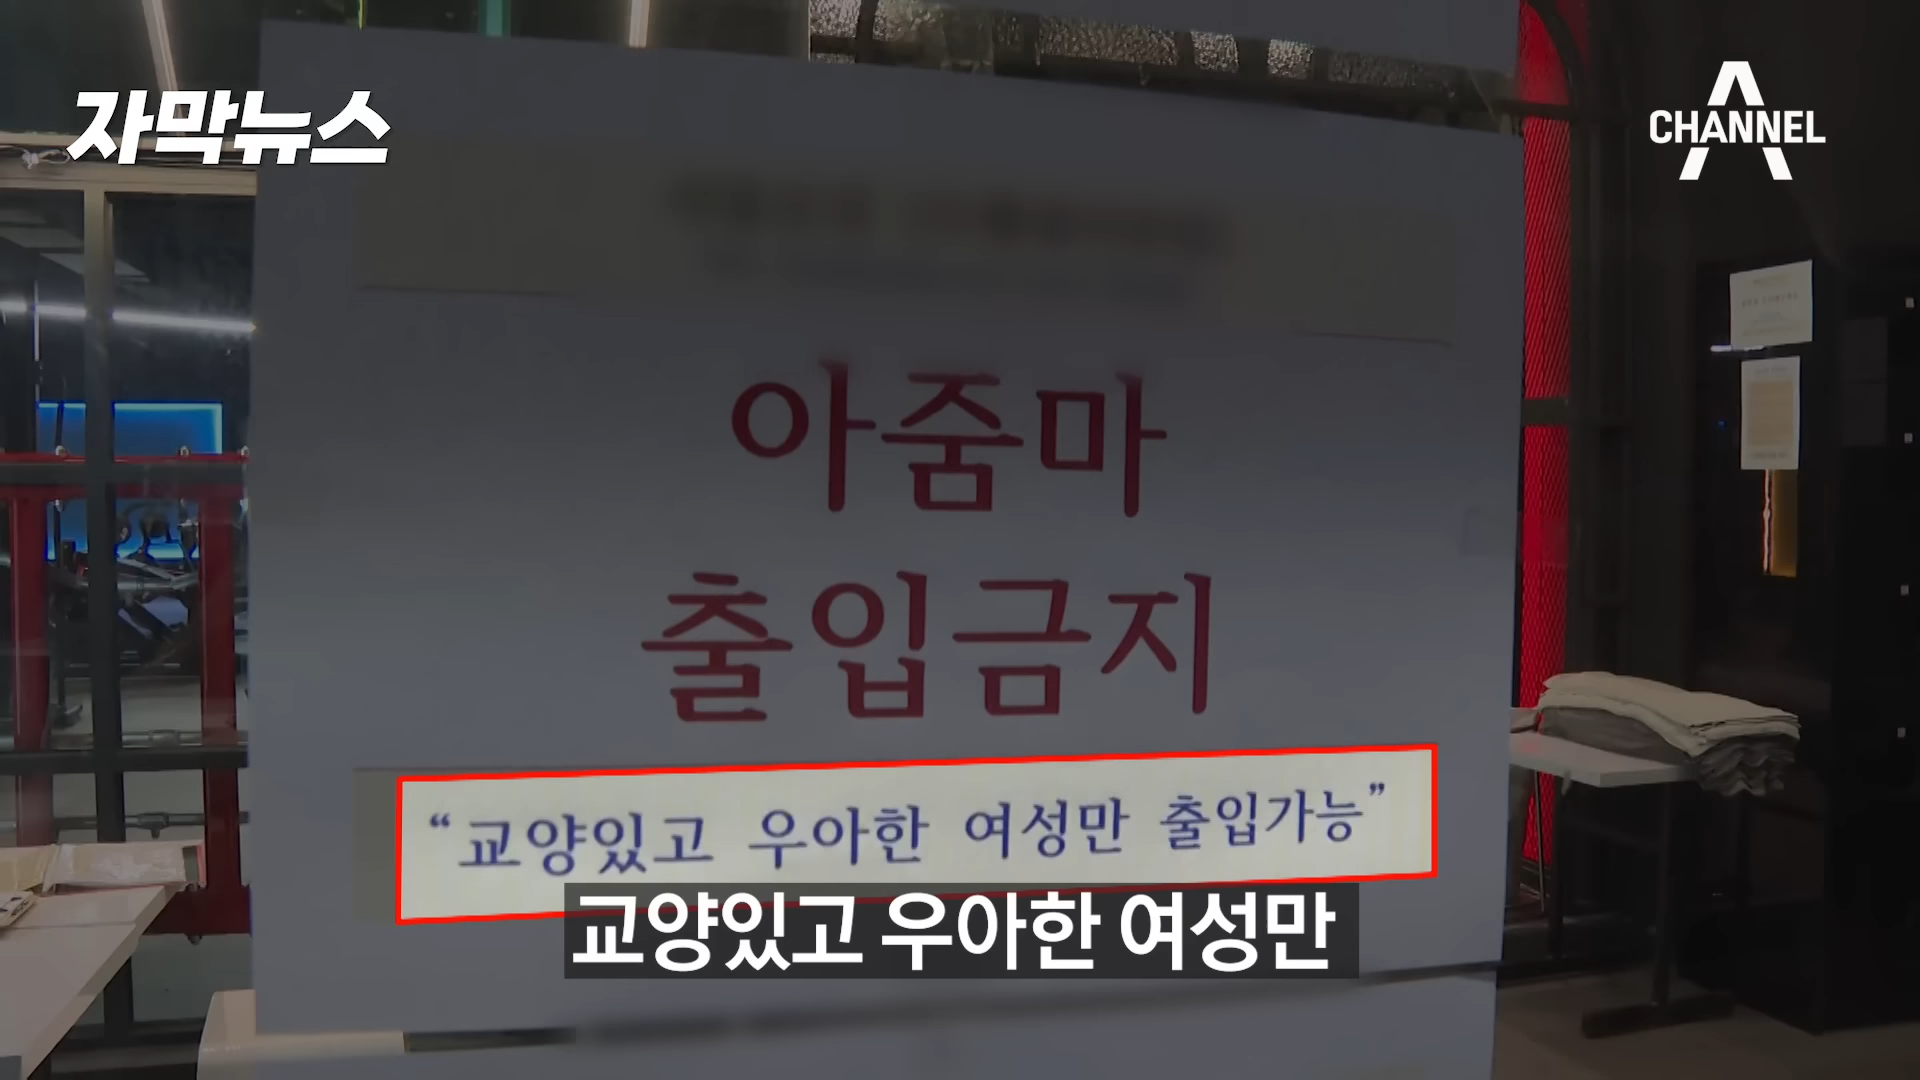 자막뉴스
CHANNEL A
아줌마
출입금지
“교양있고 우아한 여성만 출입가능”
교양있고 우아한 여성만